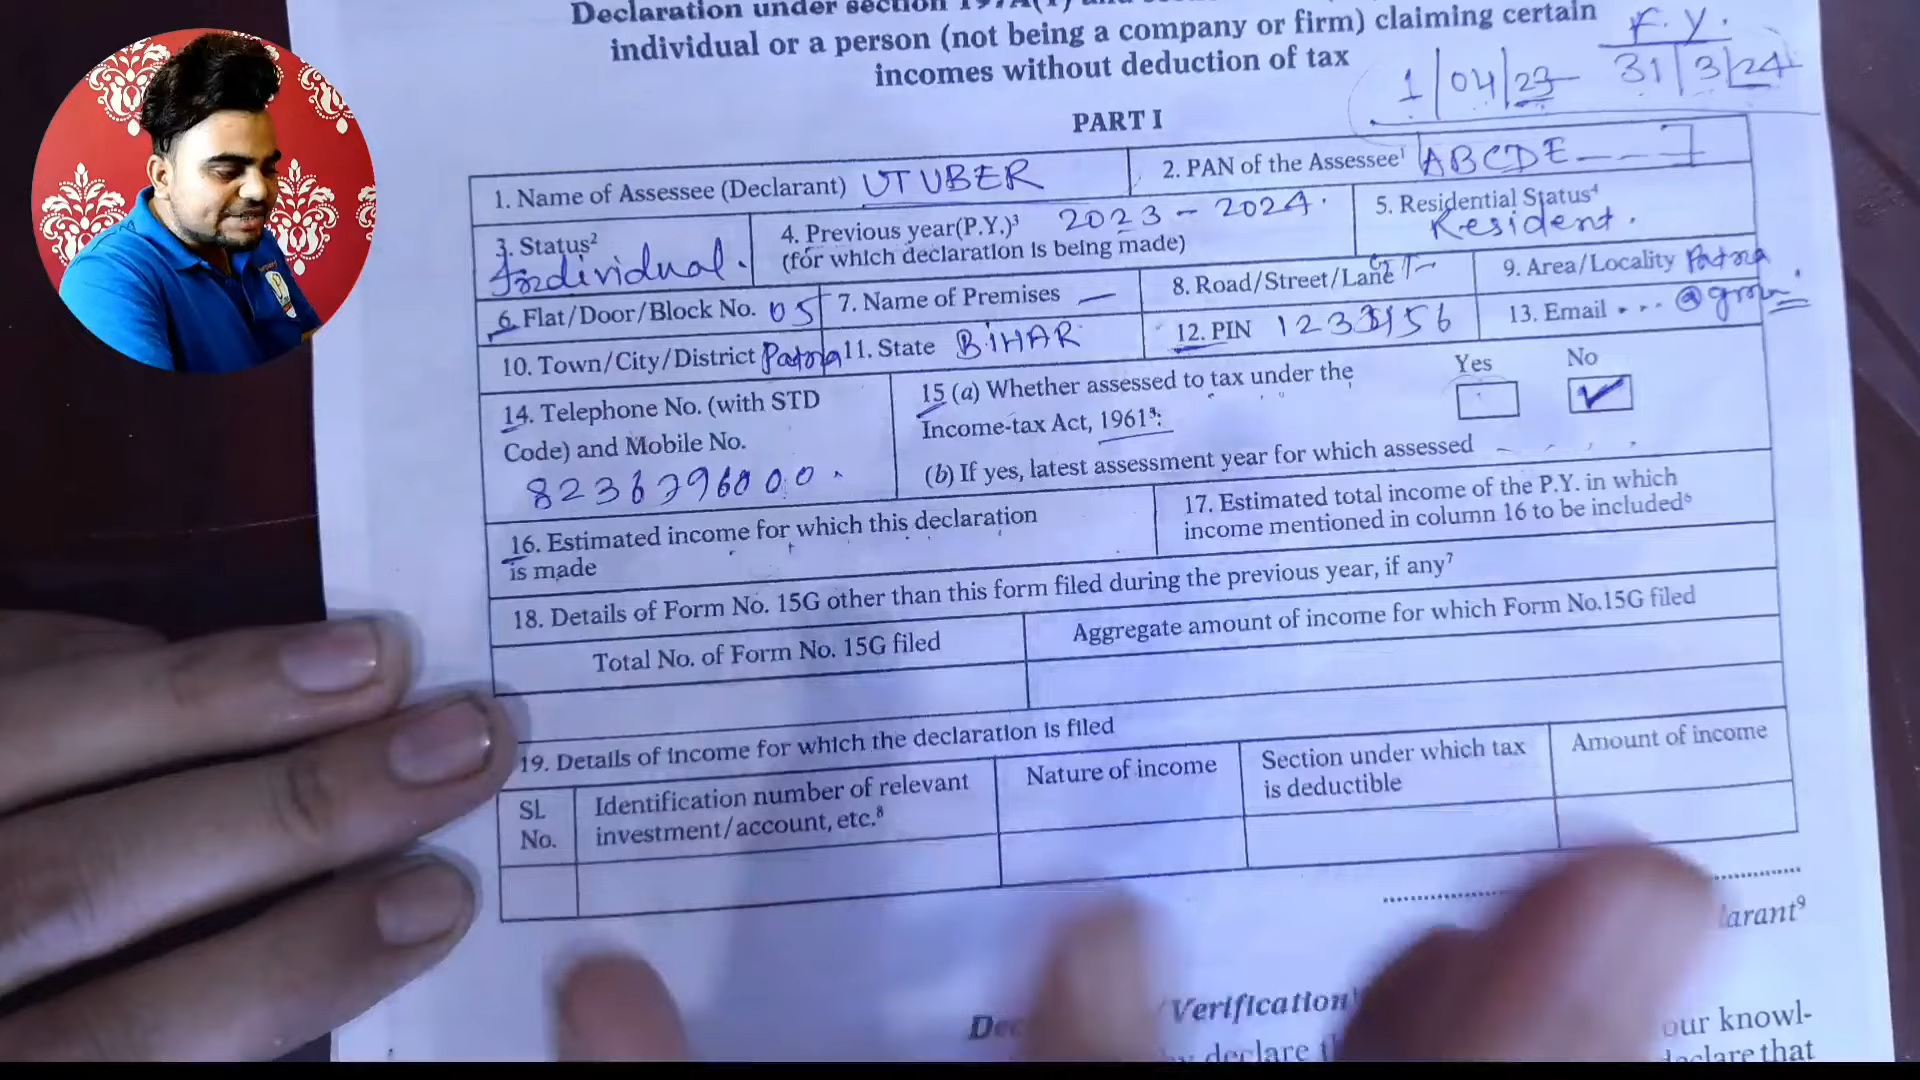 Declaration under section 197A(1) and
individual or a person (not being a company or firm) claiming certain
incomes without deduction of tax
F.Y.
1/04/23 31/3/24
PART I
1. Name of Assessee (Declarant) UTUBER
2. PAN of the Assessee¹ ABCDE
3. Status² Individual.
4. Previous year(P.Y.)³ 2023-2024.
(for which declaration is being made)
5. Residential Status⁴
Resident.
6. Flat/Door/Block No. 05
7. Name of Premises —
8. Road/Street/Lane
9. Area/Locality Patna
10. Town/City/District Patna
11. State BIHAR
12. PIN
13. Email
14. Telephone No. (with STD
Code) and Mobile No.
8236796000.
15 (a) Whether assessed to tax under the
Income-tax Act, 1961⁵:
Yes No
(b) If yes, latest assessment year for which assessed
16. Estimated income for which this declaration
is made
17. Estimated total income of the P.Y. in which
income mentioned in column 16 to be included⁶
18. Details of Form No. 15G other than this form filed during the previous year, if any⁷
Total No. of Form No. 15G filed
Aggregate amount of income for which Form No.15G filed
19. Details of income for which the declaration is filed
SL
No.
Identification number of relevant
investment/account, etc.⁸
Nature of income
Section under which tax
is deductible
Amount of income
larant⁹
Verification
our knowl-
declare that